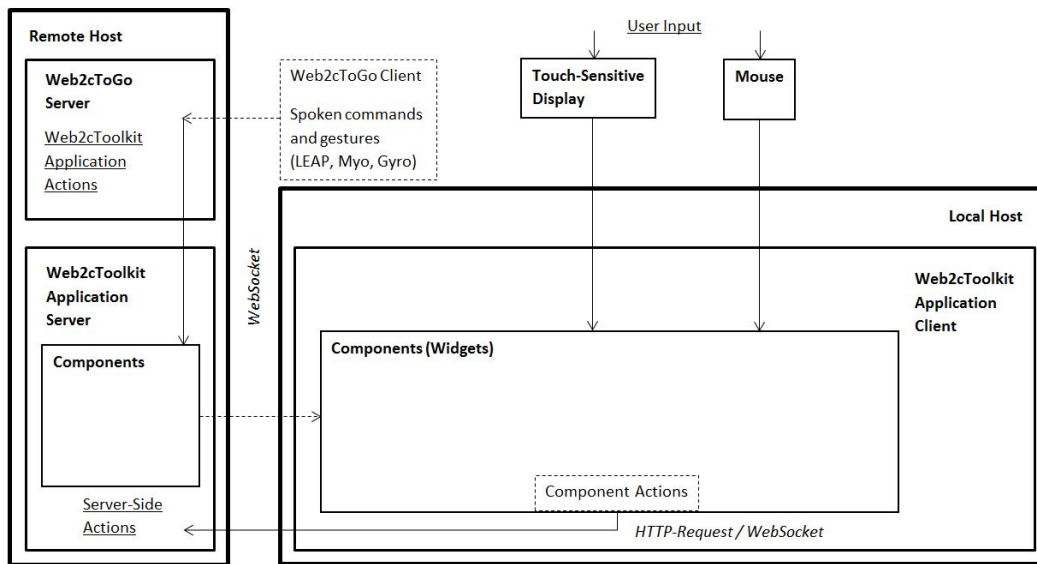 Remote Host
Web2cToGo
Server
Web2cToolkit
Application
Actions
Web2cToolkit
Application
Server
Components
Server-Side
Actions
WebSocket
Web2cToGo Client
Spoken commands
and gestures
(LEAP, Myo, Gyro)
User Input
Touch-Sensitive
Display
Mouse
Local Host
Web2cToolkit
Application
Client
Components (Widgets)
Component Actions
HTTP-Request / WebSocket